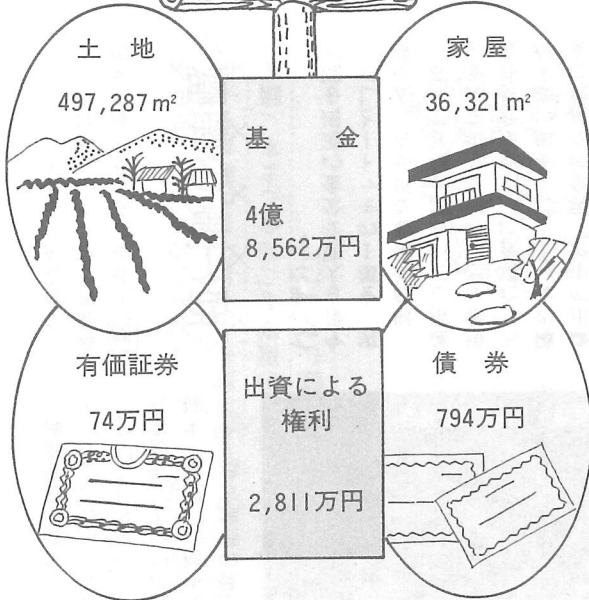 土地
497,287m²
基金
4億
8,562万円
家屋
36,321m²
有価証券
74万円
出資による
権利
2,811万円
債券
794万円